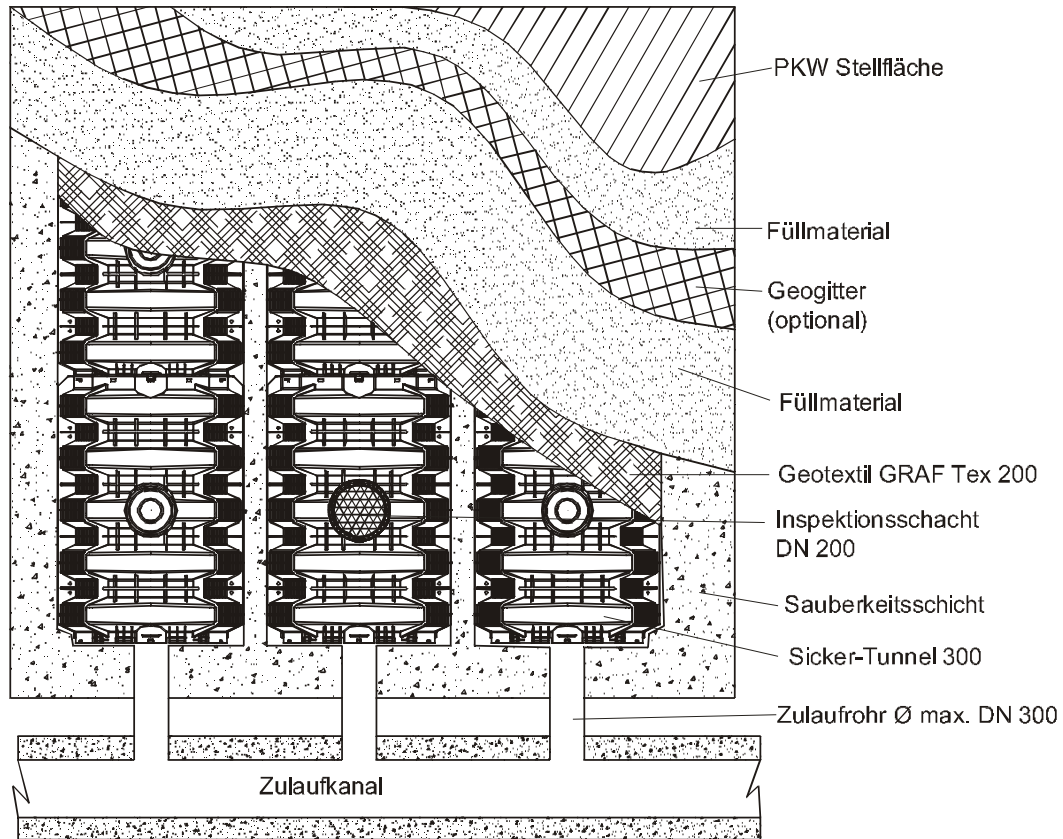 PKW Stellfläche
Füllmaterial
Geogitter
(optional)
Füllmaterial
Geotextil GRAF Tex 200
Inspektionsschacht
DN 200
Sauberkeitsschicht
Sicker-Tunnel 300
Zulaufrohr Ø max. DN 300
Zulaufkanal